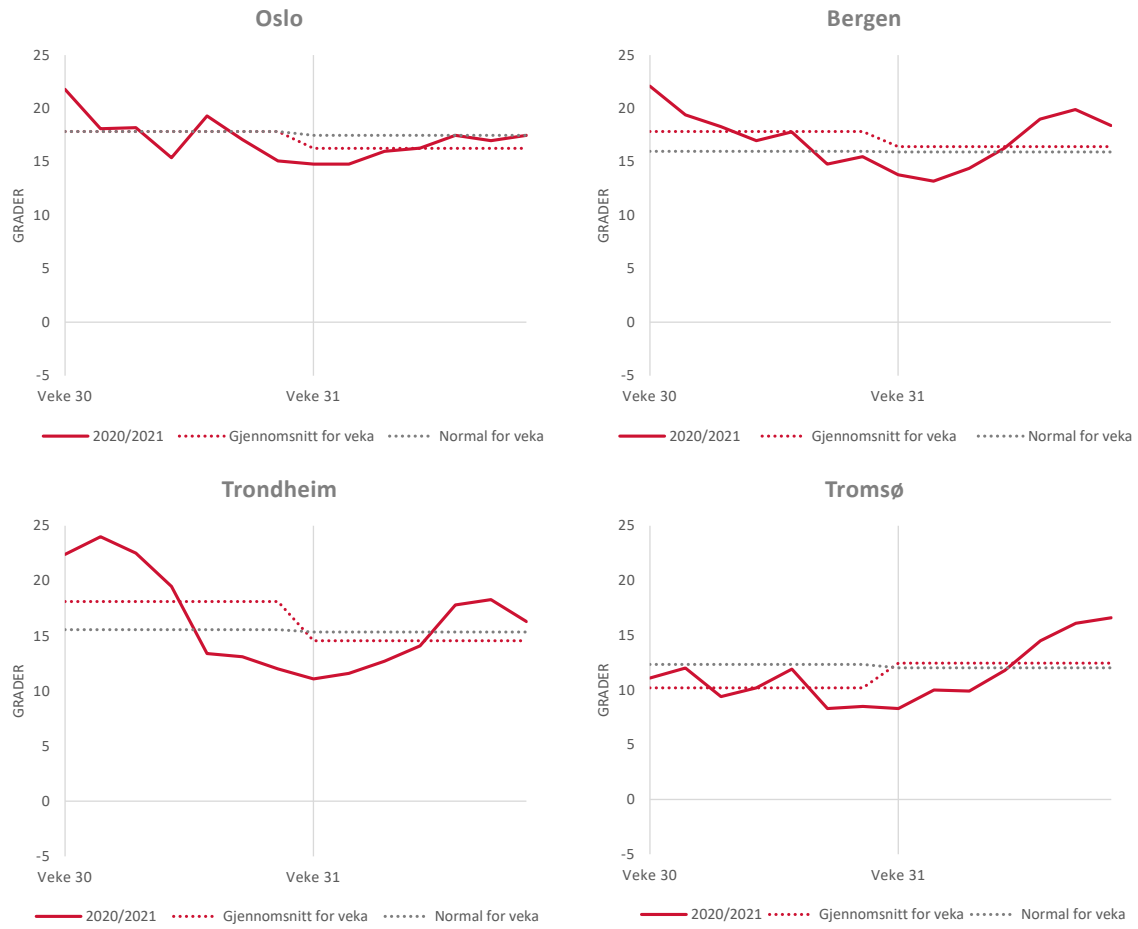 Oslo
25
20
15
10
5
0
-5
GRADER
Veke 30
Veke 31
2020/2021
Gjennomsnitt for veka
Normal for veka
Bergen
25
20
15
10
5
0
-5
GRADER
Veke 30
Veke 31
2020/2021
Gjennomsnitt for veka
Normal for veka
Trondheim
25
20
15
10
5
0
-5
GRADER
Veke 30
Veke 31
2020/2021
Gjennomsnitt for veka
Normal for veka
Tromsø
25
20
15
10
5
0
-5
GRADER
Veke 30
Veke 31
2020/2021
Gjennomsnitt for veka
Normal for veka